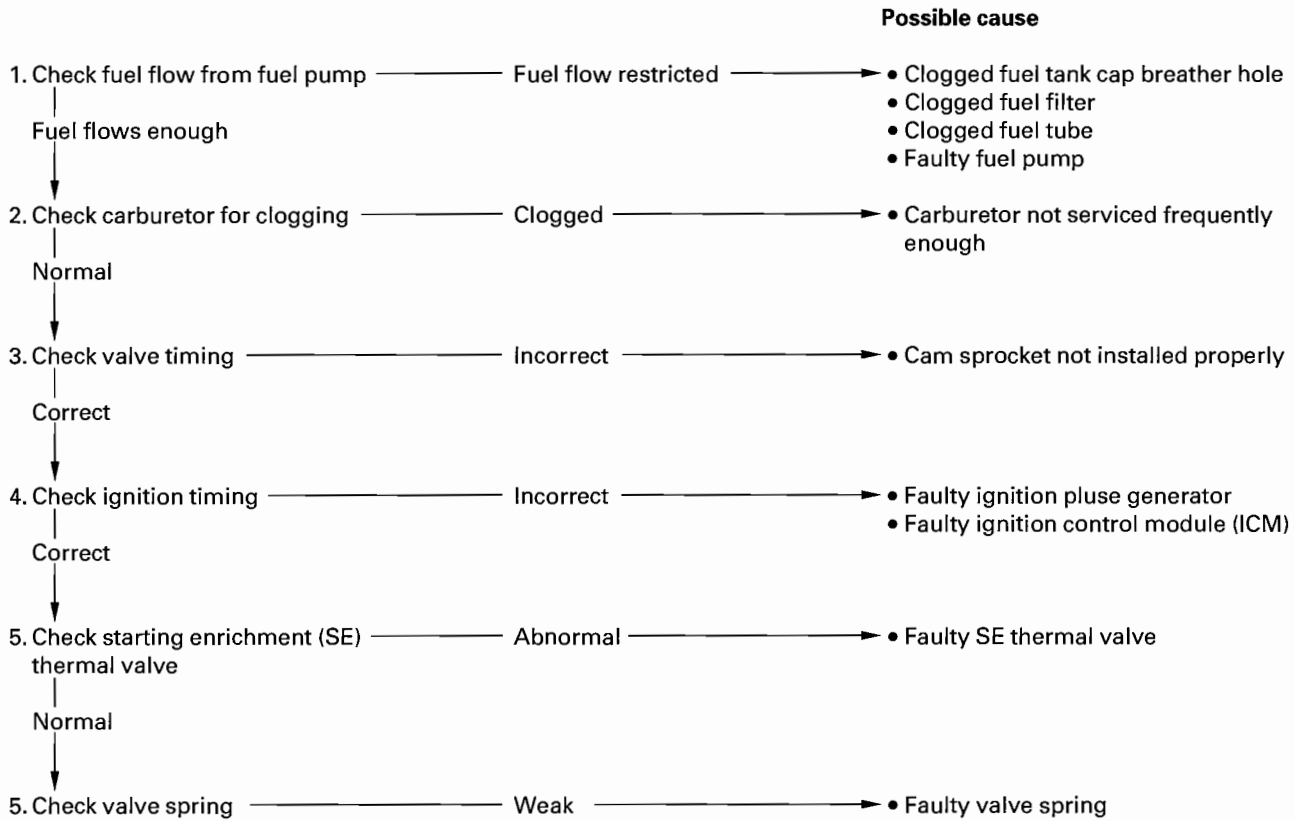 Possible cause
1. Check fuel flow from fuel pump Fuel flow restricted • Clogged fuel tank cap breather hole
• Clogged fuel filter
Fuel flows enough • Clogged fuel tube
• Faulty fuel pump
2. Check carburetor for clogging Clogged • Carburetor not serviced frequently
enough
Normal
3. Check valve timing Incorrect • Cam sprocket not installed properly
Correct
4. Check ignition timing Incorrect • Faulty ignition pluse generator
• Faulty ignition control module (ICM)
Correct
5. Check starting enrichment (SE) Abnormal • Faulty SE thermal valve
thermal valve
Normal
5. Check valve spring Weak • Faulty valve spring